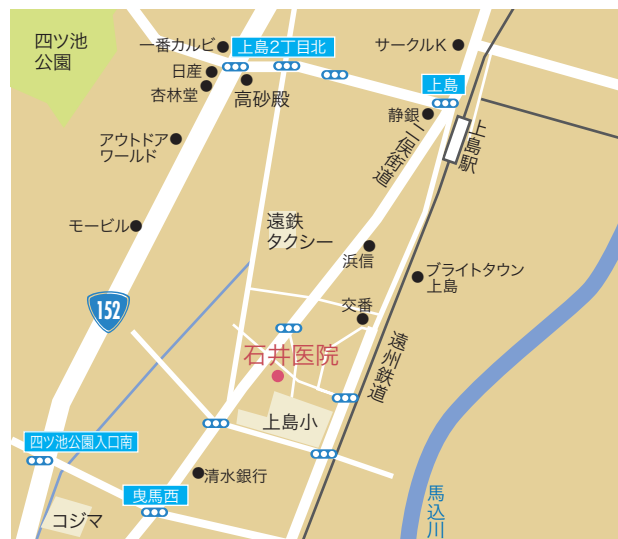 四ツ池
公園
一番カルビ
上島2丁目北
サークルK
日産
杏林堂
高砂殿
上島
静銀
二俣街道
上島駅
アウトドア
ワールド
モービル
遠鉄
タクシー
浜信
ブライトタウン
上島
152
交番
遠州鉄道
石井医院
上島小
四ツ池公園入口南
清水銀行
曳馬西
馬込川
コジマ